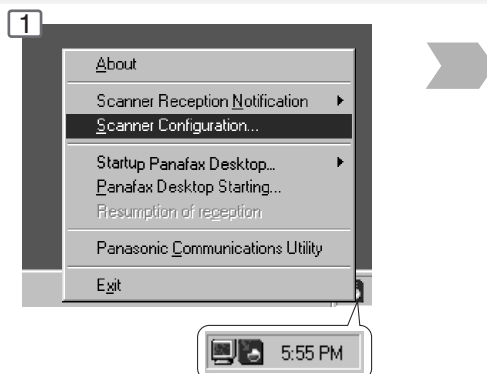 1
About
Scanner Reception Notification
Scanner Configuration...
Startup Panafax Desktop...
Panafax Desktop Starting...
Resumption of reception
Panasonic Communications Utility
Exit
5:55 PM